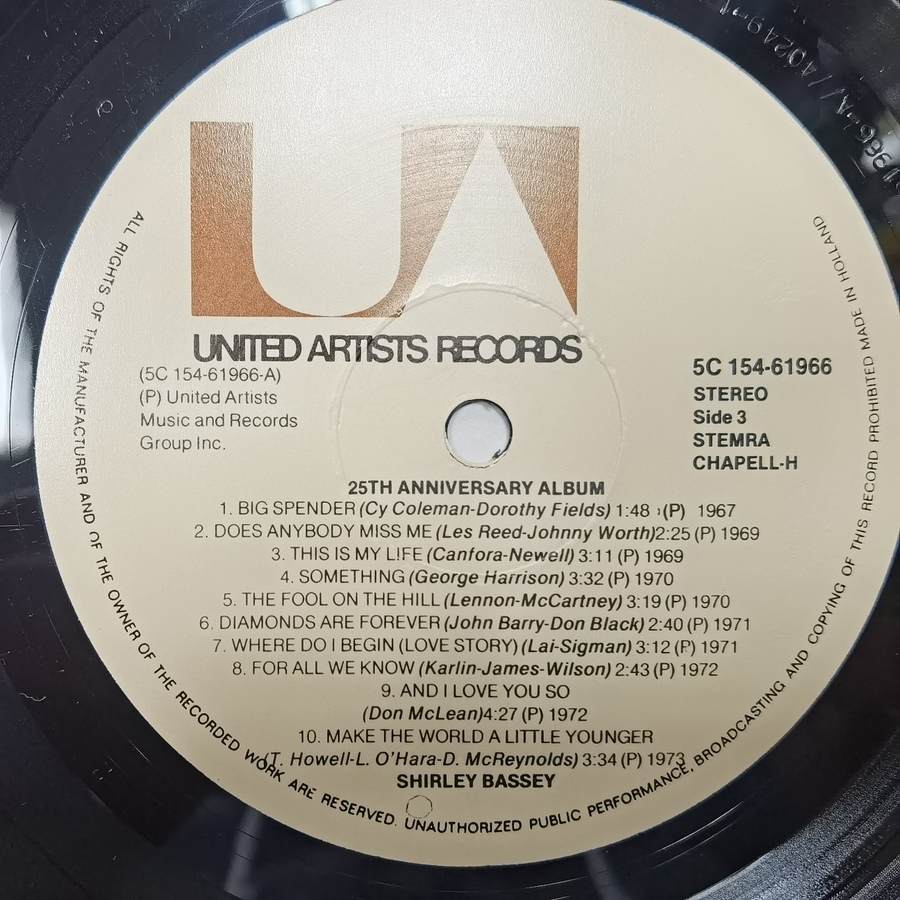 UA
UNITED ARTISTS RECORDS
(5C 154-61966-A)
(P) United Artists
Music and Records
Group Inc.
5C 154-61966
STEREO
Side 3
STEMRA
CHAPELL-H
25TH ANNIVERSARY ALBUM
1. BIG SPENDER (Cy Coleman-Dorothy Fields) 1:48 (P) 1967
2. DOES ANYBODY MISS ME (Les Reed-Johnny Worth) 2:25 (P) 1969
3. THIS IS MY LIFE (Canfora-Newell) 3:11 (P) 1969
4. SOMETHING (George Harrison) 3:32 (P) 1970
5. THE FOOL ON THE HILL (Lennon-McCartney) 3:19 (P) 1970
6. DIAMONDS ARE FOREVER (John Barry-Don Black) 2:40 (P) 1971
7. WHERE DO I BEGIN (LOVE STORY) (Lai-Sigman) 3:12 (P) 1971
8. FOR ALL WE KNOW (Karlin-James-Wilson) 2:43 (P) 1972
9. AND I LOVE YOU SO
(Don McLean) 4:27 (P) 1972
10. MAKE THE WORLD A LITTLE YOUNGER
(T. Howell-L. O'Hara-D. McReynolds) 3:34 (P) 1973
SHIRLEY BASSEY
ALL RIGHTS OF THE MANUFACTURER AND OF THE OWNER OF THE RECORDED WORK ARE RESERVED. UNAUTHORIZED PUBLIC PERFORMANCE, BROADCASTING AND COPYING OF THIS RECORD PROHIBITED MADE IN HOLLAND